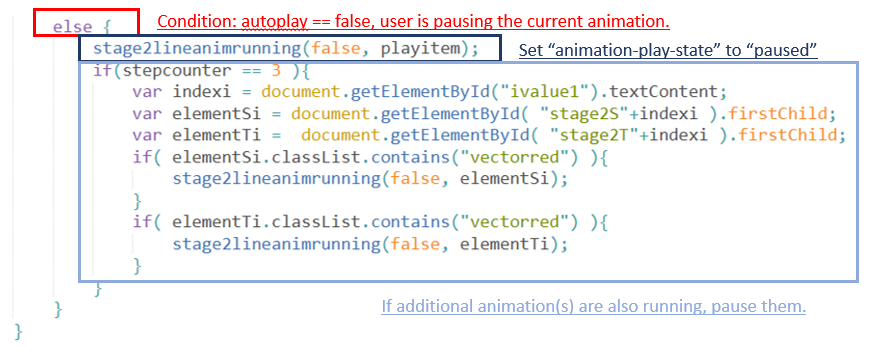 else { Condition: autoplay == false, user is pausing the current animation.
stage2lineanimrunning(false, playitem); Set “animation-play-state” to “paused”
if(stepcounter == 3 ){
var indexi = document.getElementById("ivalue1").textContent;
var elementSi = document.getElementById( "stage2S"+indexi ).firstChild;
var elementTi =  document.getElementById( "stage2T"+indexi ).firstChild;
if( elementSi.classList.contains("vectorred") ){
stage2lineanimrunning(false, elementSi);
}
if( elementTi.classList.contains("vectorred") ){
stage2lineanimrunning(false, elementTi);
}
}
} If additional animation(s) are also running, pause them.
}